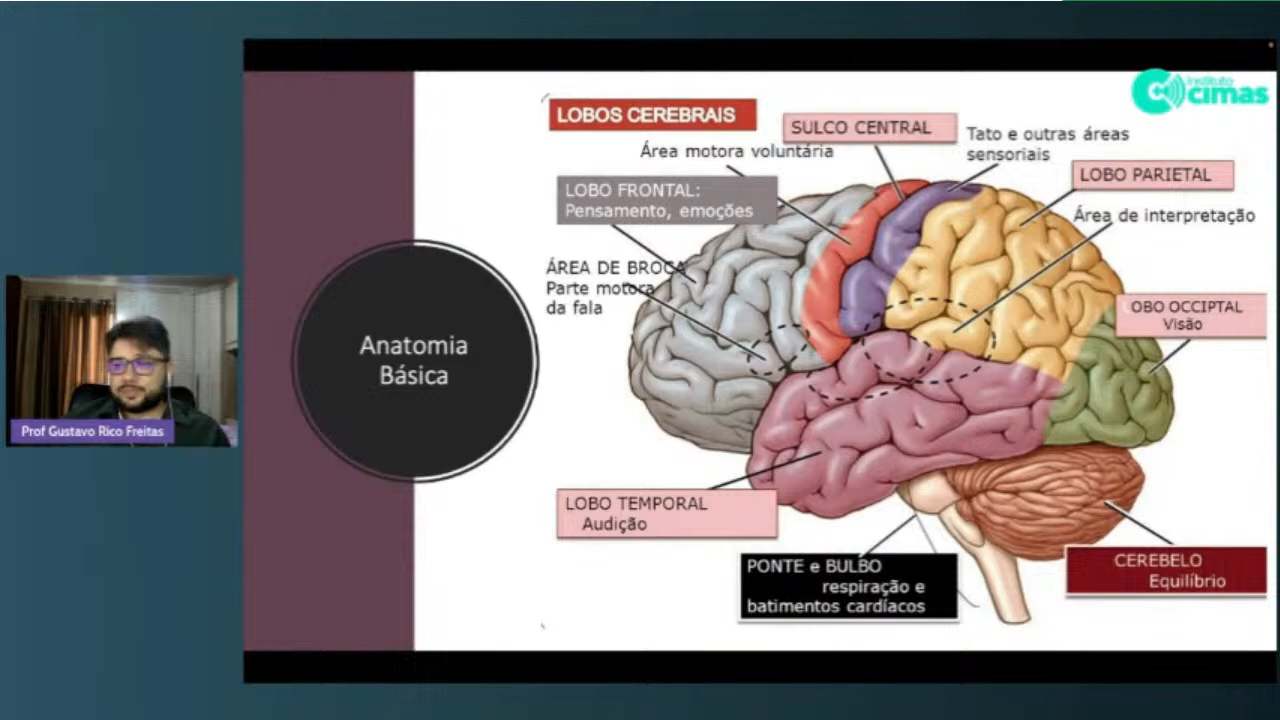 instituto
cimas
LOBOS CEREBRAIS
SULCO CENTRAL
Tato e outras áreas
sensoriais
Área motora voluntária
LOBO PARIETAL
LOBO FRONTAL:
Pensamento, emoções
Área de interpretação
ÁREA DE BROCA
Parte motora
da fala
OBO OCCIPTAL
Visão
Anatomia
Básica
Prof Gustavo Rico Freitas
LOBO TEMPORAL
Audição
PONTE e BULBO
respiração e
batimentos cardíacos
CEREBELO
Equilíbrio